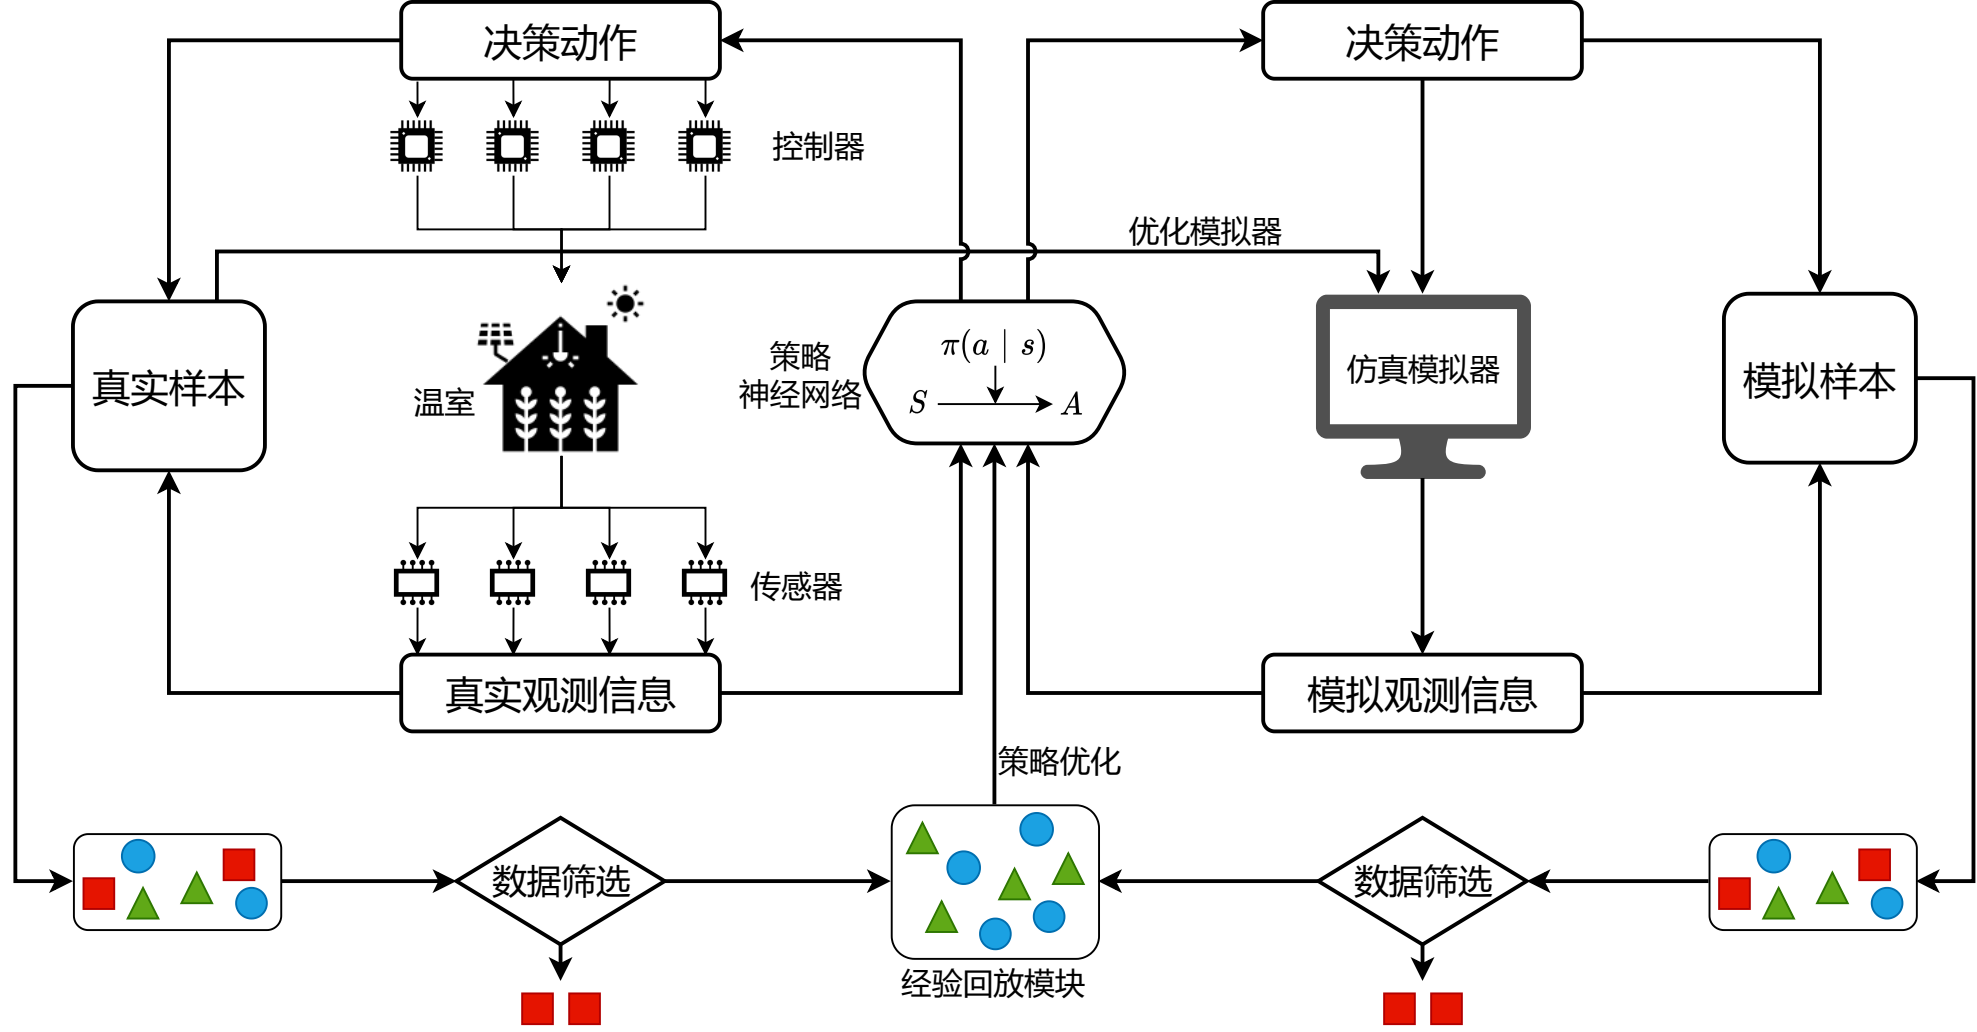 决策动作
决策动作
控制器
优化模拟器
真实样本
温室
策略
神经网络
π(a | s)
S
A
仿真模拟器
模拟样本
传感器
真实观测信息
模拟观测信息
策略优化
数据筛选
数据筛选
经验回放模块